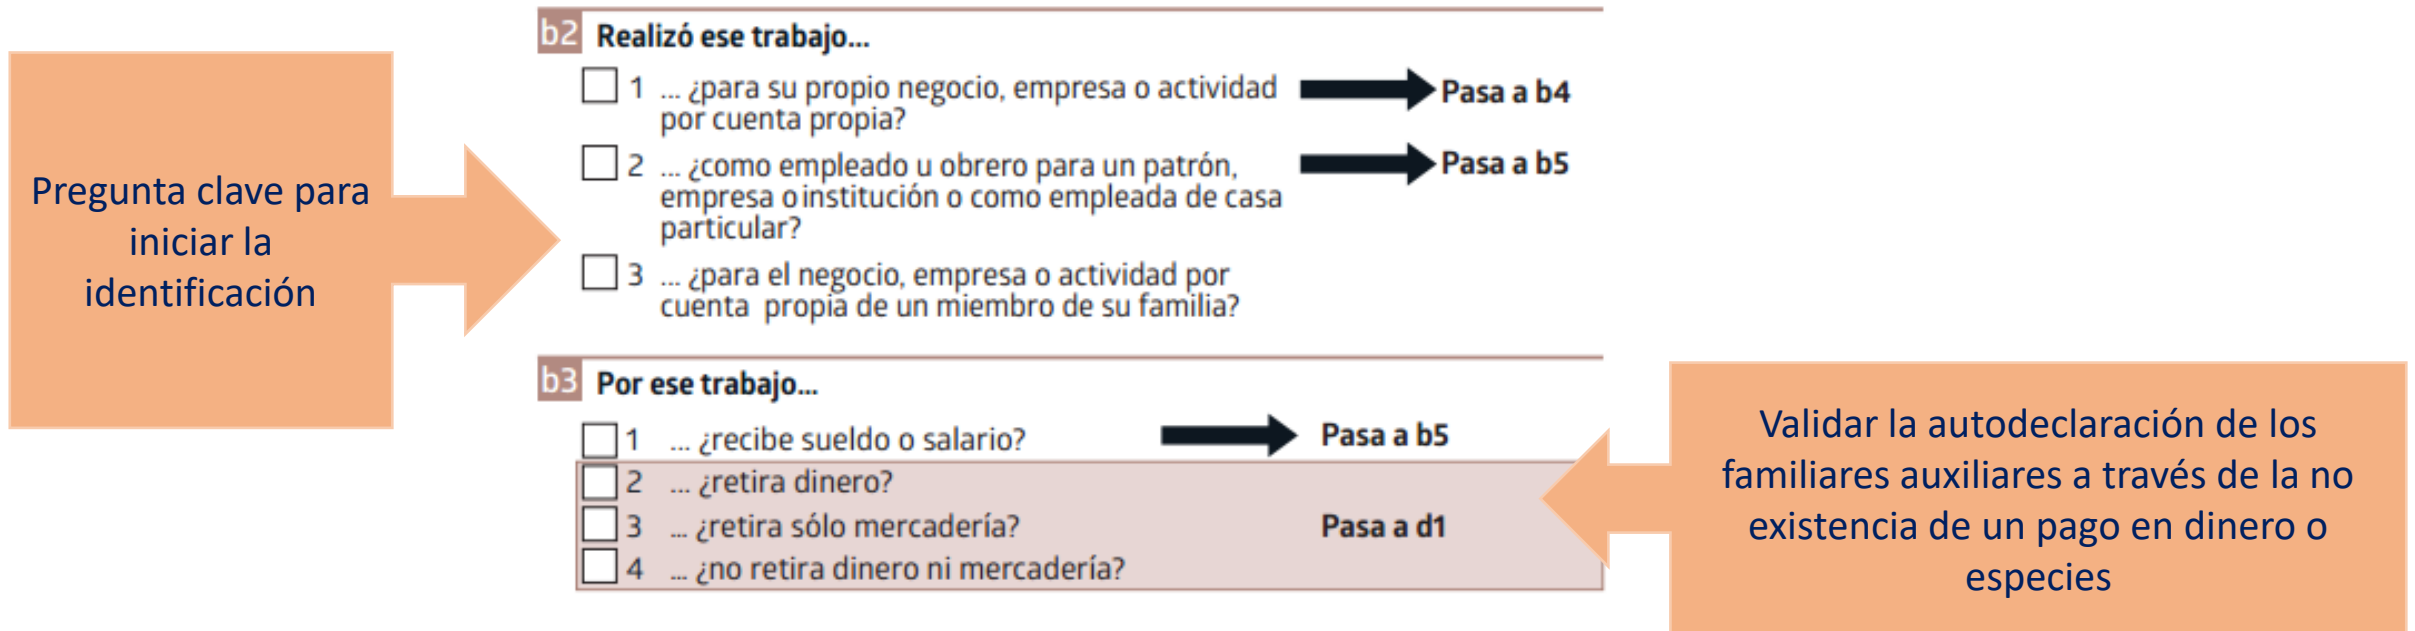 Pregunta clave para
iniciar la
identificación
b2 Realizó ese trabajo...
1 ... ¿para su propio negocio, empresa o actividad
por cuenta propia?
Pasa a b4
2 ... ¿como empleado u obrero para un patrón,
empresa o institución o como empleada de casa
particular?
Pasa a b5
3 ... ¿para el negocio, empresa o actividad por
cuenta propia de un miembro de su familia?
b3 Por ese trabajo...
1 ... ¿recibe sueldo o salario?
Pasa a b5
2 ... ¿retira dinero?
3 ... ¿retira sólo mercadería?
Pasa a d1
4 ... ¿no retira dinero ni mercadería?
Validar la autodeclaración de los
familiares auxiliares a través de la no
existencia de un pago en dinero o
especies